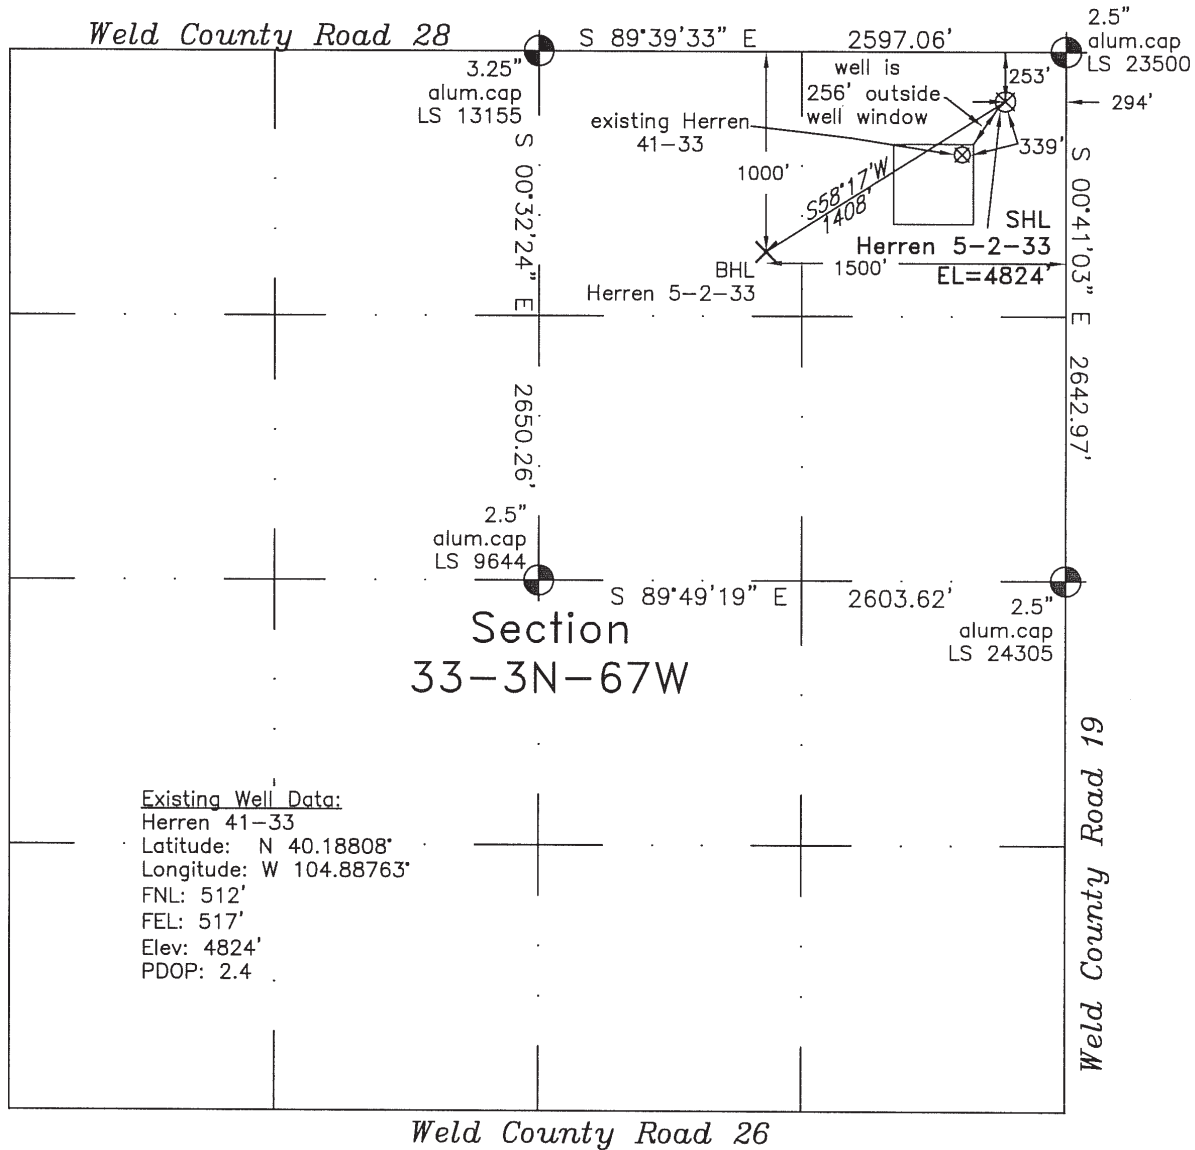 Weld County Road 28
S 89°39'33" E
2597.06'
2.5"
alum.cap
LS 23500
3.25"
alum.cap
LS 13155
well is
256' outside
well window
253'
294'
existing Herren
41-33
339'
1000'
S58°17'W
1408'
SHL
Herren 5-2-33
EL=4824'
1500'
BHL
Herren 5-2-33
S 00°32'24" E
2650.26'
S 00°41'03" E
2642.97'
2.5"
alum.cap
LS 9644
S 89°49'19" E
2603.62'
2.5"
alum.cap
LS 24305
Section
33-3N-67W
Weld County Road 19
Existing Well Data:
Herren 41-33
Latitude: N 40.18808°
Longitude: W 104.88763°
FNL: 512'
FEL: 517'
Elev: 4824'
PDOP: 2.4
Weld County Road 26